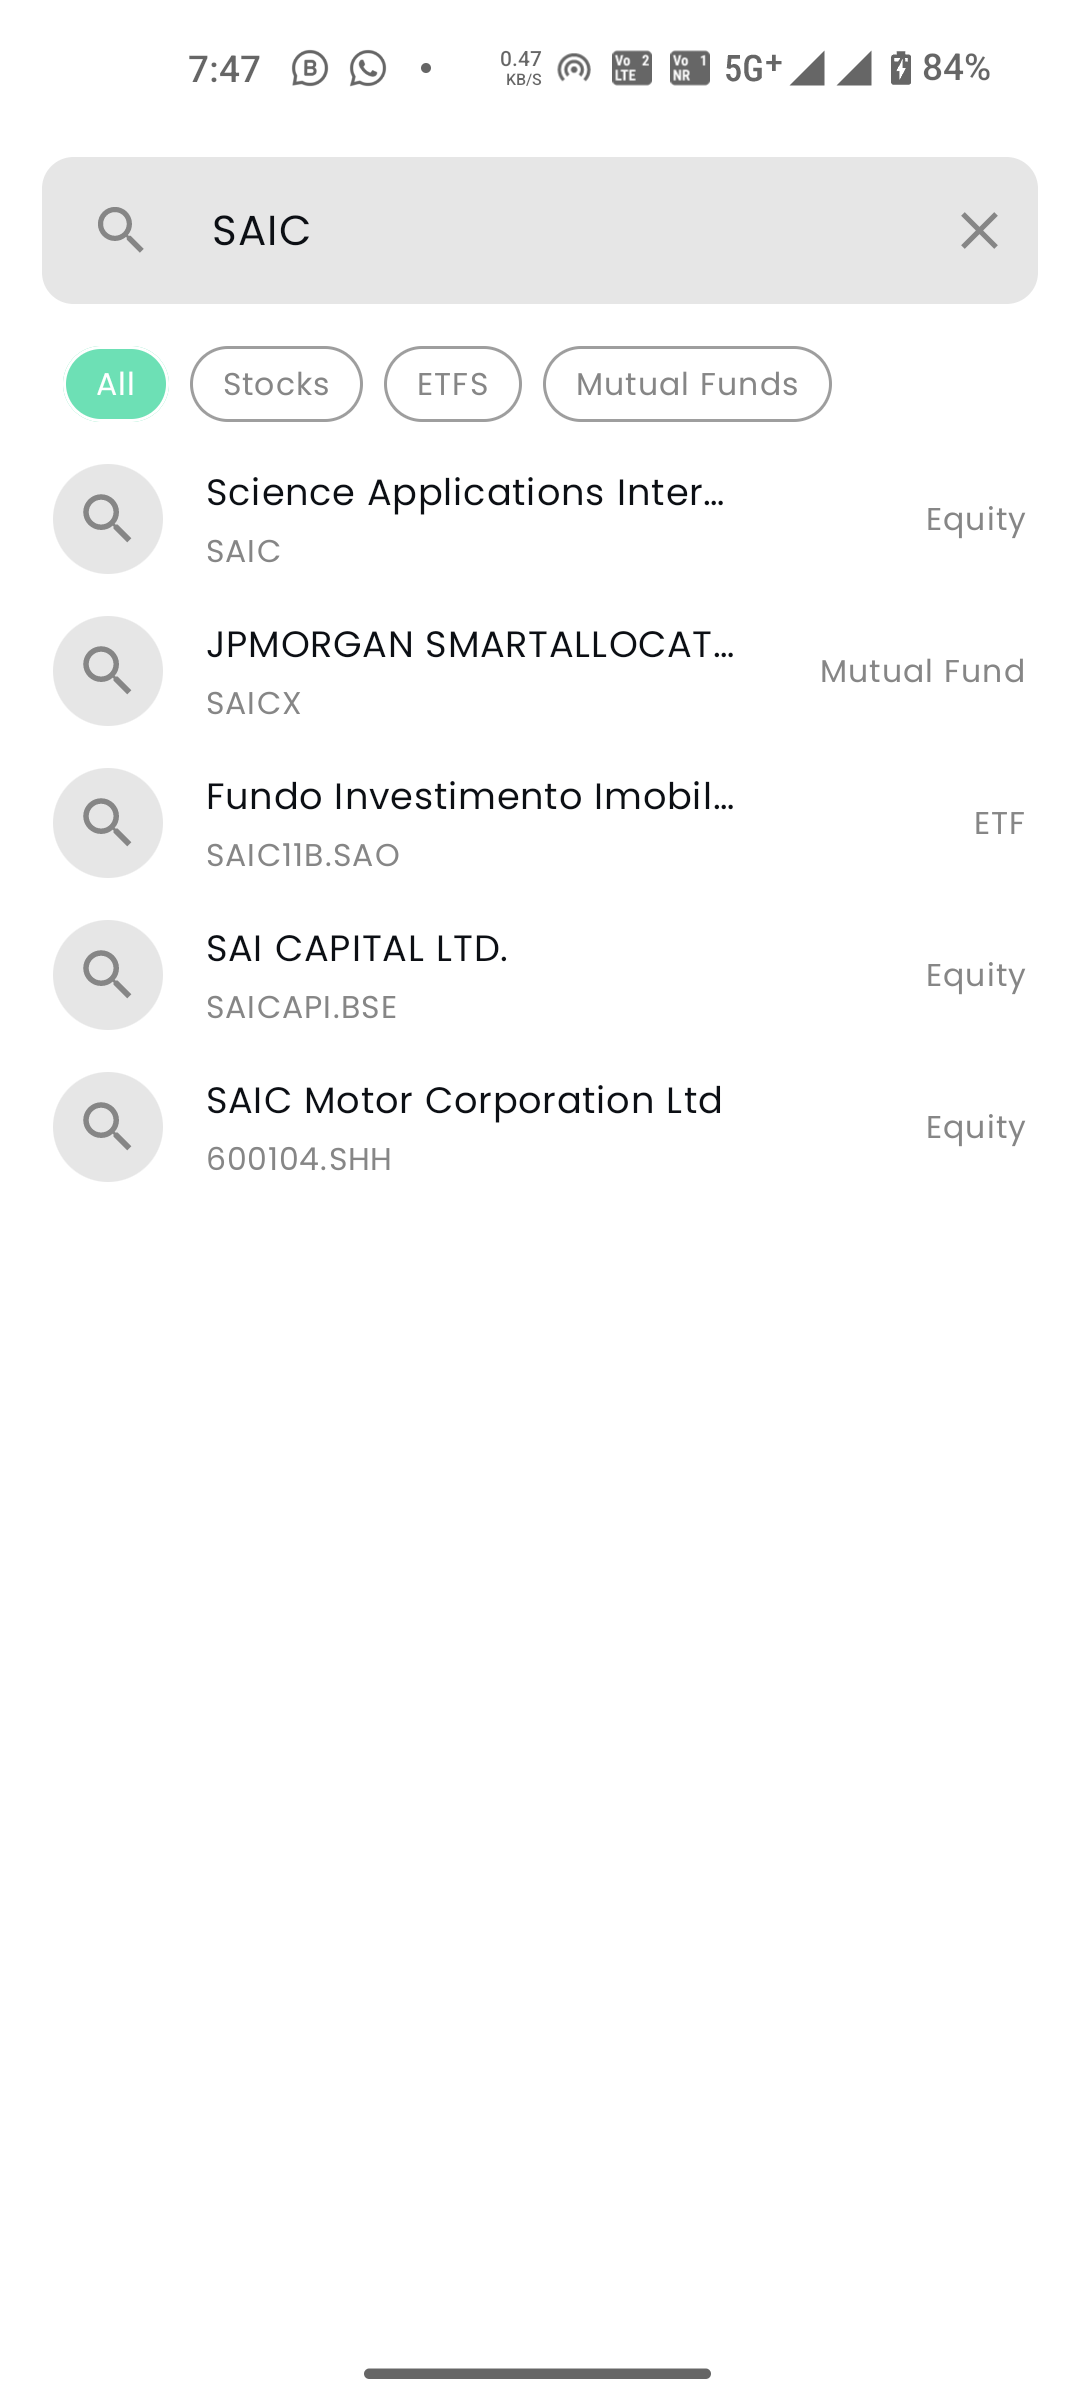 7:47 B 0.47 KB/S Vo 2 LTE Vo 1 NR 5G+ 84%
SAIC
All Stocks ETFS Mutual Funds
Science Applications Inter...
SAIC
Equity
JPMORGAN SMARTALLOCAT...
SAICX
Mutual Fund
Fundo Investimento Imobil...
SAIC11B.SAO
ETF
SAI CAPITAL LTD.
SAICAPI.BSE
Equity
SAIC Motor Corporation Ltd
600104.SHH
Equity